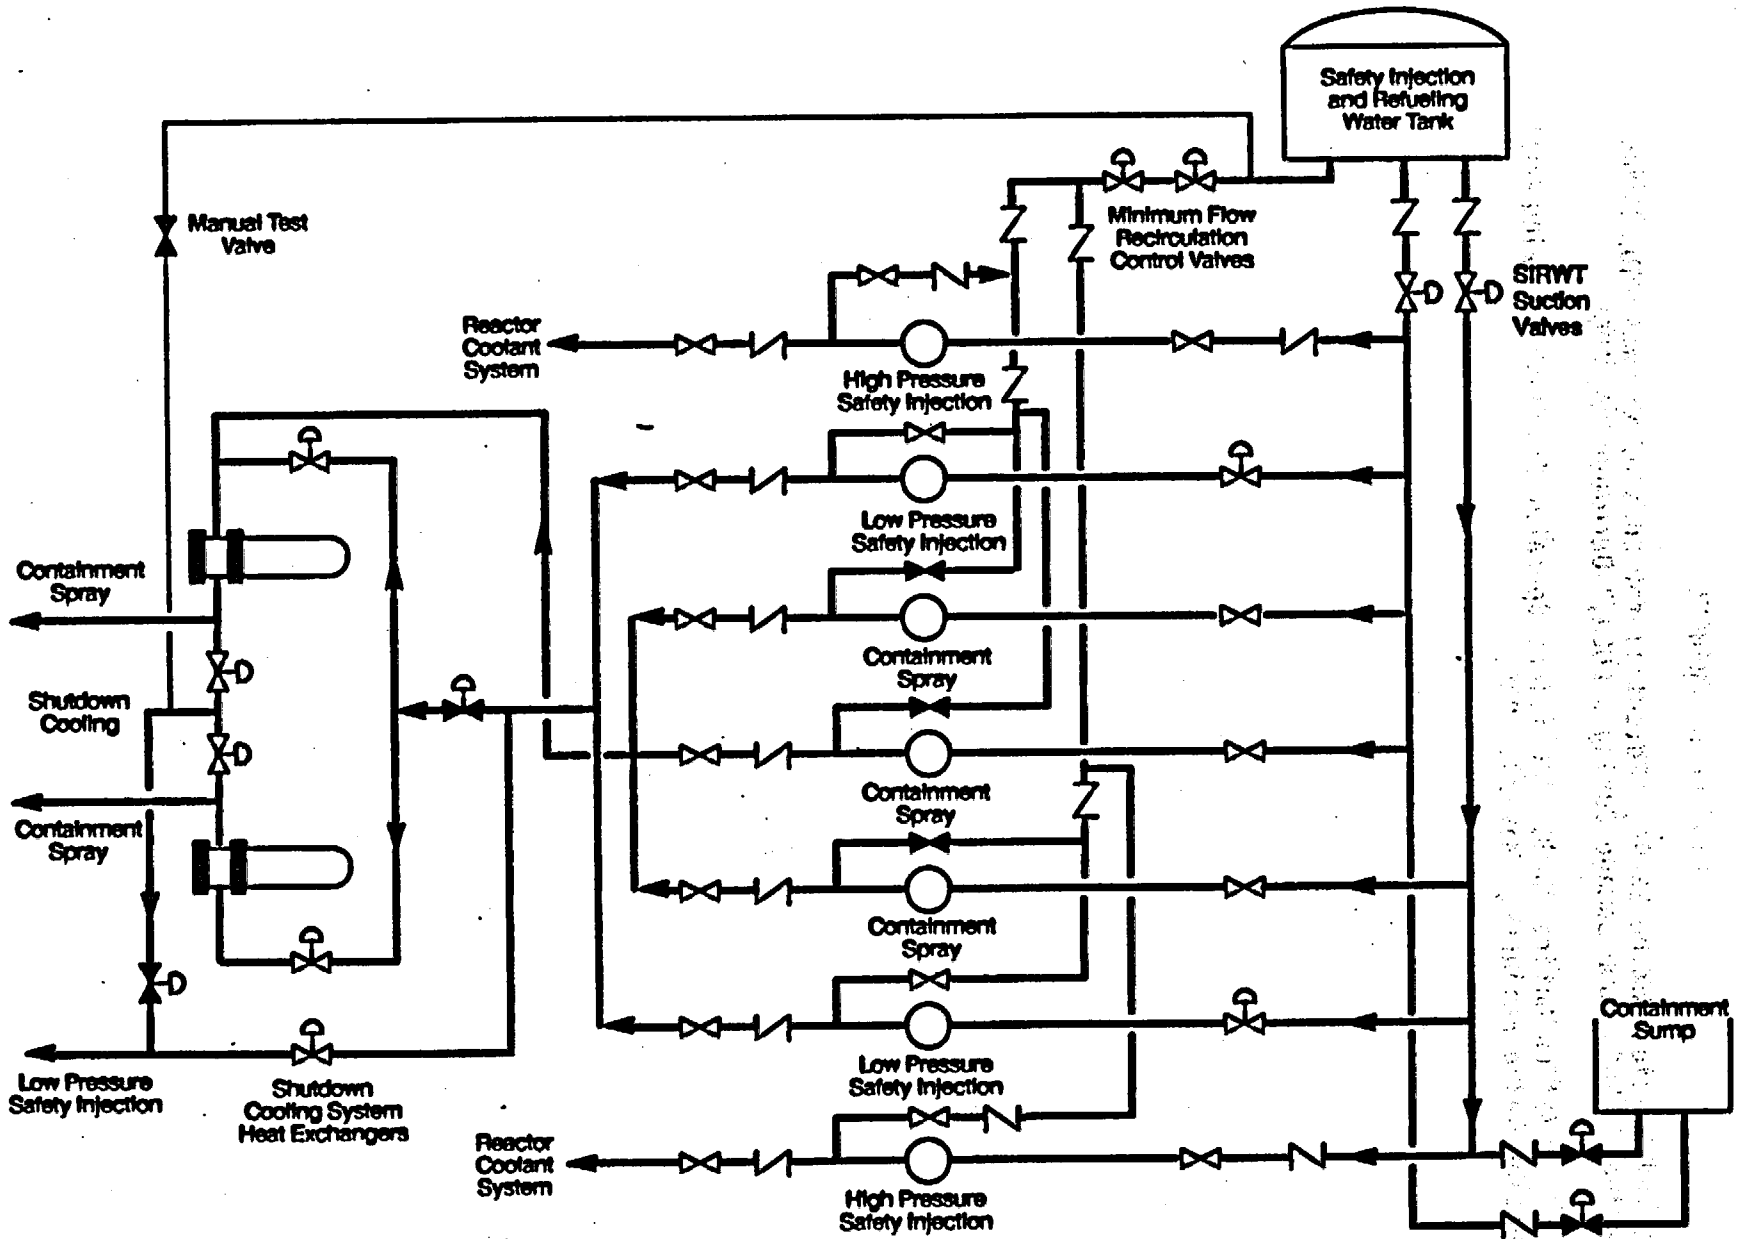 Safety Injection
and Refueling
Water Tank
Manual Test
Valve
Minimum Flow
Recirculation
Control Valves
SIRWT
Suction
Valves
Reactor
Coolant
System
High Pressure
Safety Injection
Low Pressure
Safety Injection
Containment
Spray
Containment
Spray
Shutdown
Cooling
Containment
Spray
Containment
Spray
Containment
Spray
Containment
Sump
Low Pressure
Safety Injection
Low Pressure
Safety Injection
Shutdown
Cooling System
Heat Exchangers
Reactor
Coolant
System
High Pressure
Safety Injection